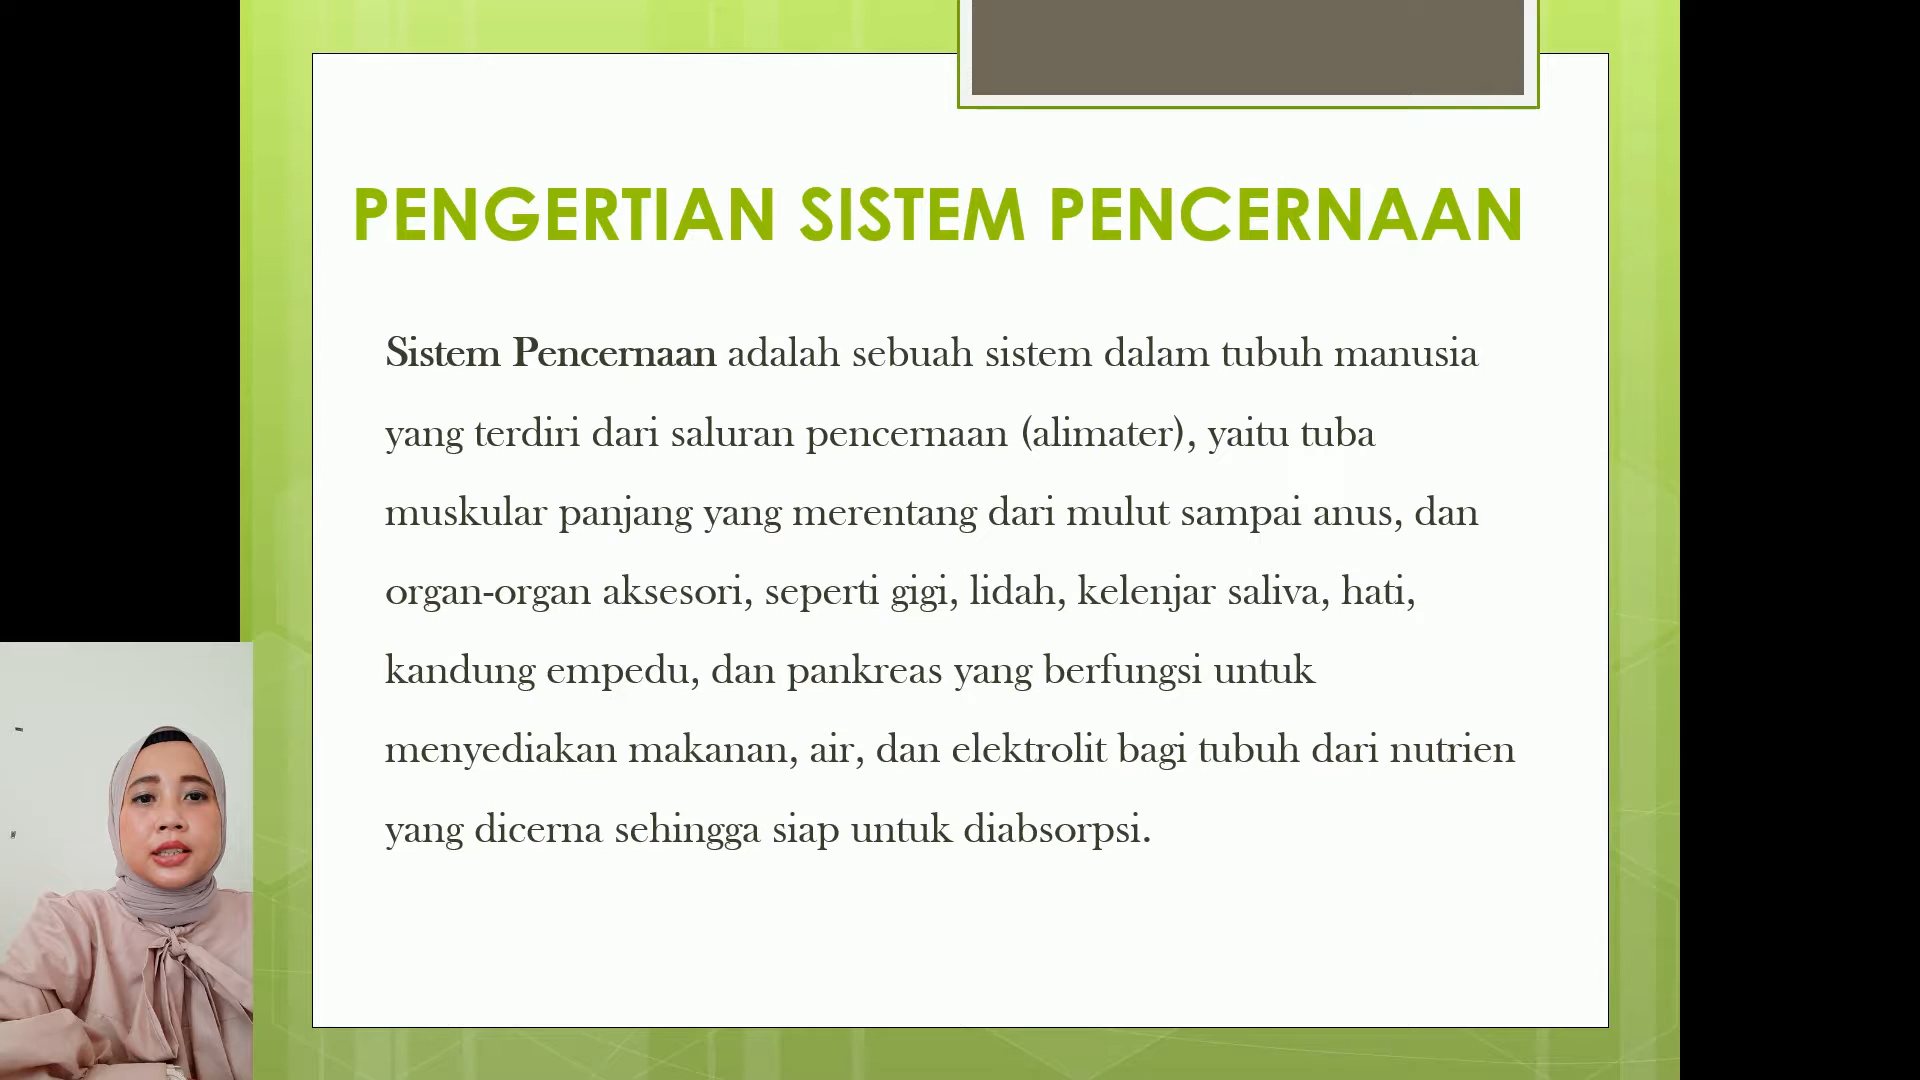 PENGERTIAN SISTEM PENCERNAAN
Sistem Pencernaan adalah sebuah sistem dalam tubuh manusia
yang terdiri dari saluran pencernaan (alimater), yaitu tuba
muskular panjang yang merentang dari mulut sampai anus, dan
organ-organ aksesori, seperti gigi, lidah, kelenjar saliva, hati,
kandung empedu, dan pankreas yang berfungsi untuk
menyediakan makanan, air, dan elektrolit bagi tubuh dari nutrien
yang dicerna sehingga siap untuk diabsorpsi.